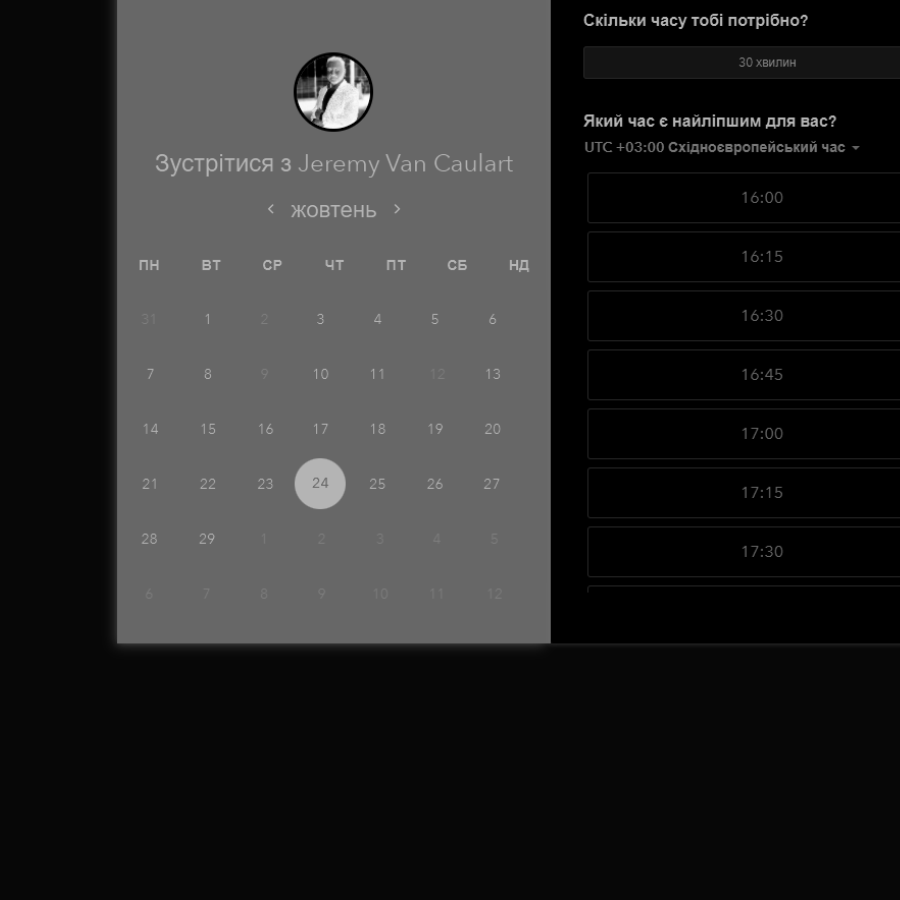 Зустрітися з Jeremy Van Caulart
жовтень
ПН ВТ СР ЧТ ПТ СБ НД
31 1 2 3 4 5 6
7 8 9 10 11 12 13
14 15 16 17 18 19 20
21 22 23 24 25 26 27
28 29 1 2 3 4 5
6 7 8 9 10 11 12
Скільки часу тобі потрібно?
30 хвилин
Який час є найліпшим для вас?
UTC +03:00 Східноєвропейський час
16:00
16:15
16:30
16:45
17:00
17:15
17:30